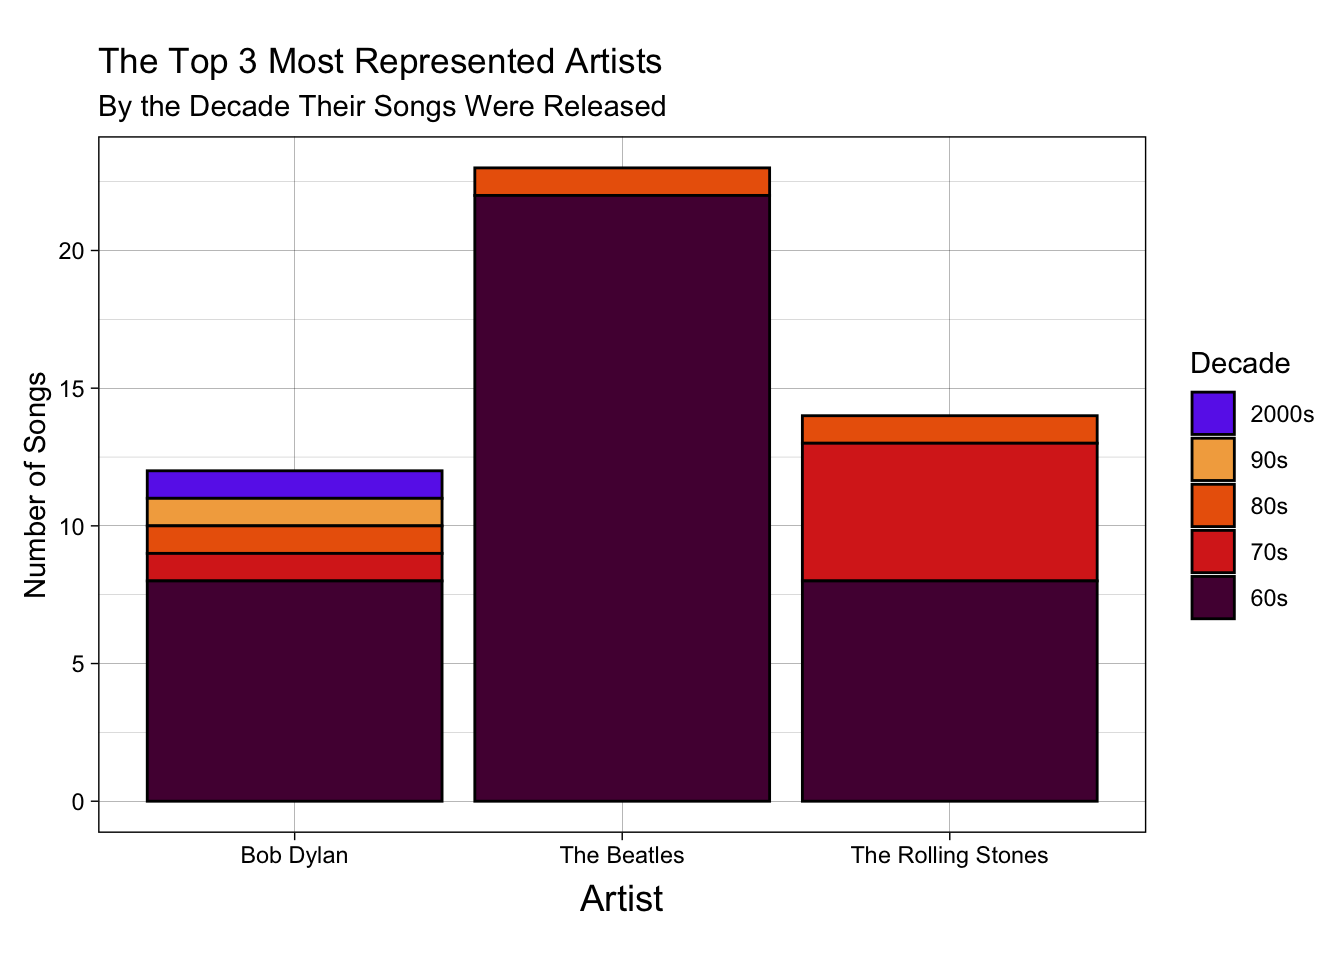 The Top 3 Most Represented Artists
By the Decade Their Songs Were Released
Number of Songs
20
15
10
5
0
Bob Dylan
The Beatles
The Rolling Stones
Artist
Decade
2000s
90s
80s
70s
60s